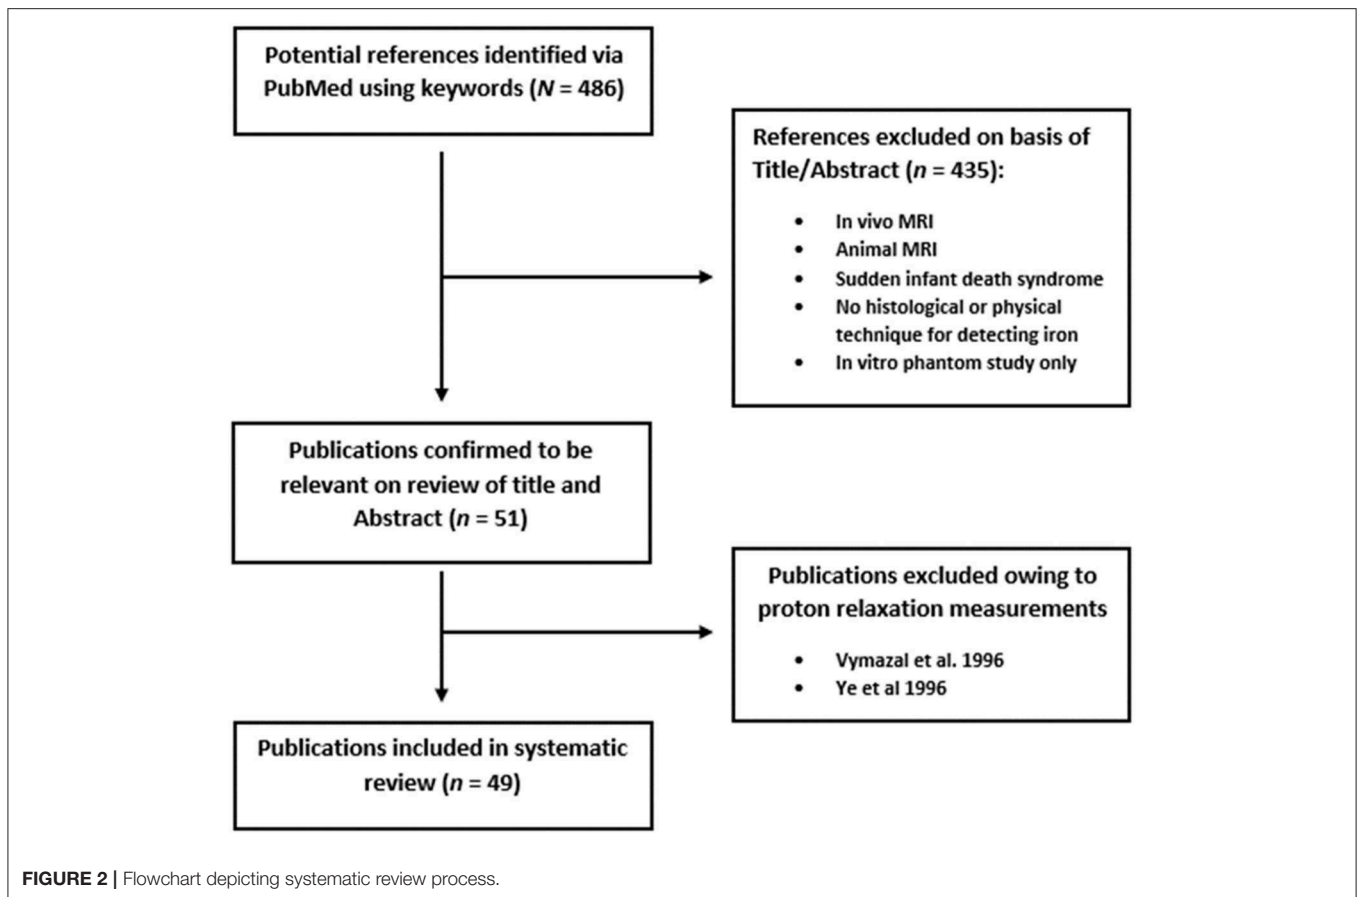 Potential references identified via
PubMed using keywords (N = 486)
References excluded on basis of
Title/Abstract (n = 435):
• In vivo MRI
• Animal MRI
• Sudden infant death syndrome
• No histological or physical
technique for detecting iron
• In vitro phantom study only
Publications confirmed to be
relevant on review of title and
Abstract (n = 51)
Publications excluded owing to
proton relaxation measurements
• Vymazal et al. 1996
• Ye et al 1996
Publications included in systematic
review (n = 49)
FIGURE 2 | Flowchart depicting systematic review process.